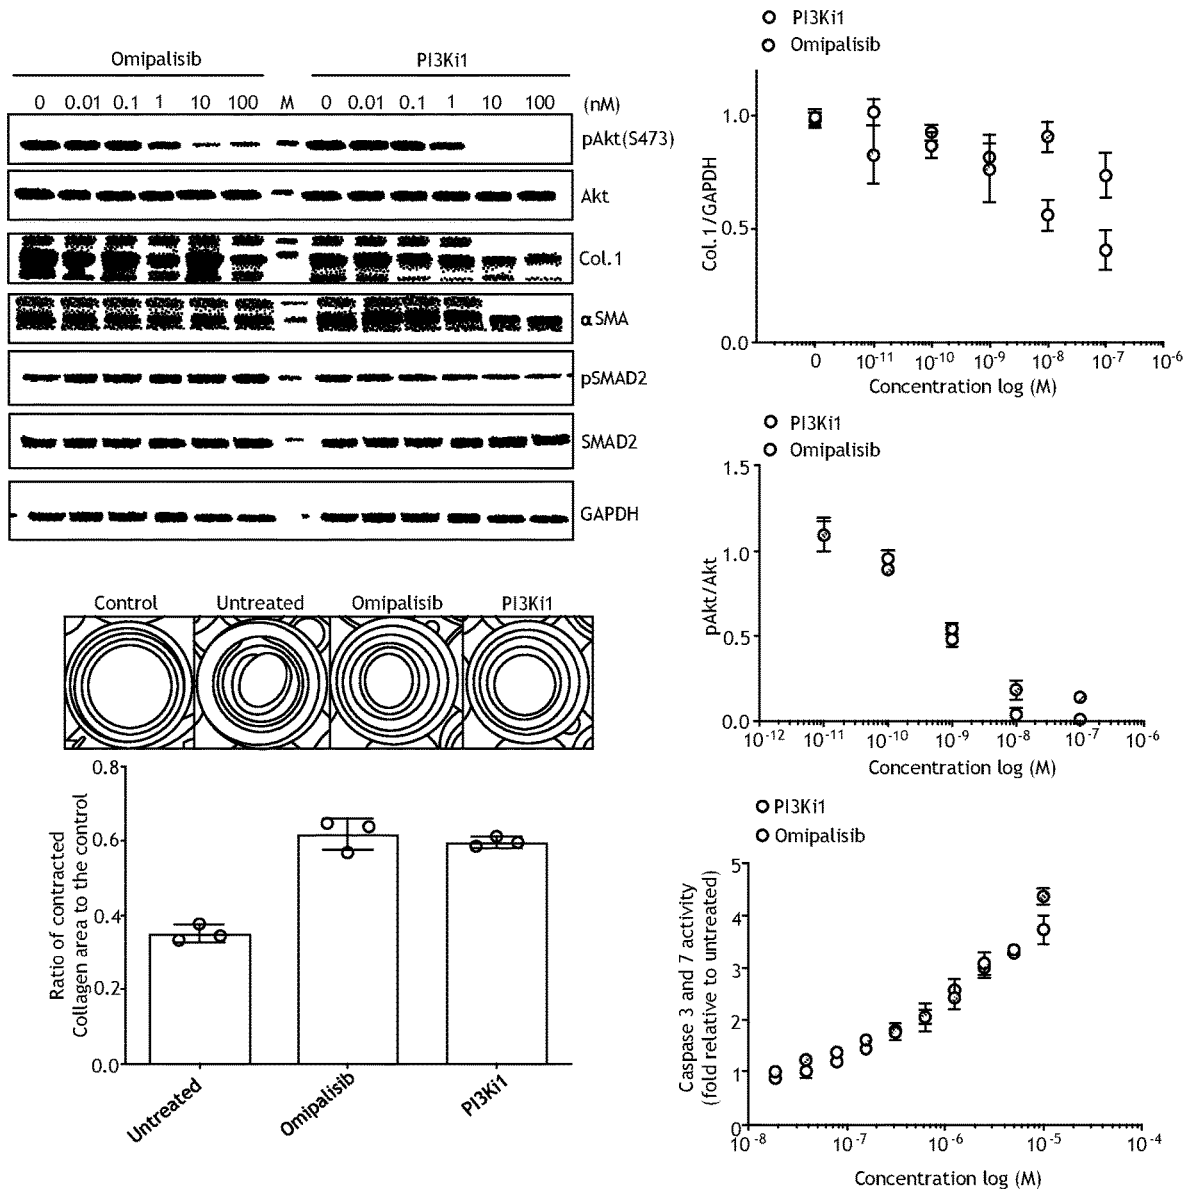 Omipalisib PI3Ki1
0 0.01 0.1 1 10 100 M 0 0.01 0.1 1 10 100 (nM)
pAkt(S473)
Akt
Col.1
αSMA
pSMAD2
SMAD2
GAPDH
Control Untreated Omipalisib PI3Ki1
Ratio of contracted
Collagen area to the control
0.8
0.6
0.4
0.2
0.0
Untreated
Omipalisib
PI3Ki1
PI3Ki1
Omipalisib
Col.1/GAPDH
1.0
0.5
0.0
0 10-11 10-10 10-9 10-8 10-7 10-6
Concentration log (M)
PI3Ki1
Omipalisib
pAkt/Akt
1.5
1.0
0.5
0.0
10-12 10-11 10-10 10-9 10-8 10-7 10-6
Concentration log (M)
PI3Ki1
Omipalisib
Caspase 3 and 7 activity
(fold relative to untreated)
5
4
3
2
1
0
10-8 10-7 10-6 10-5 10-4
Concentration log (M)